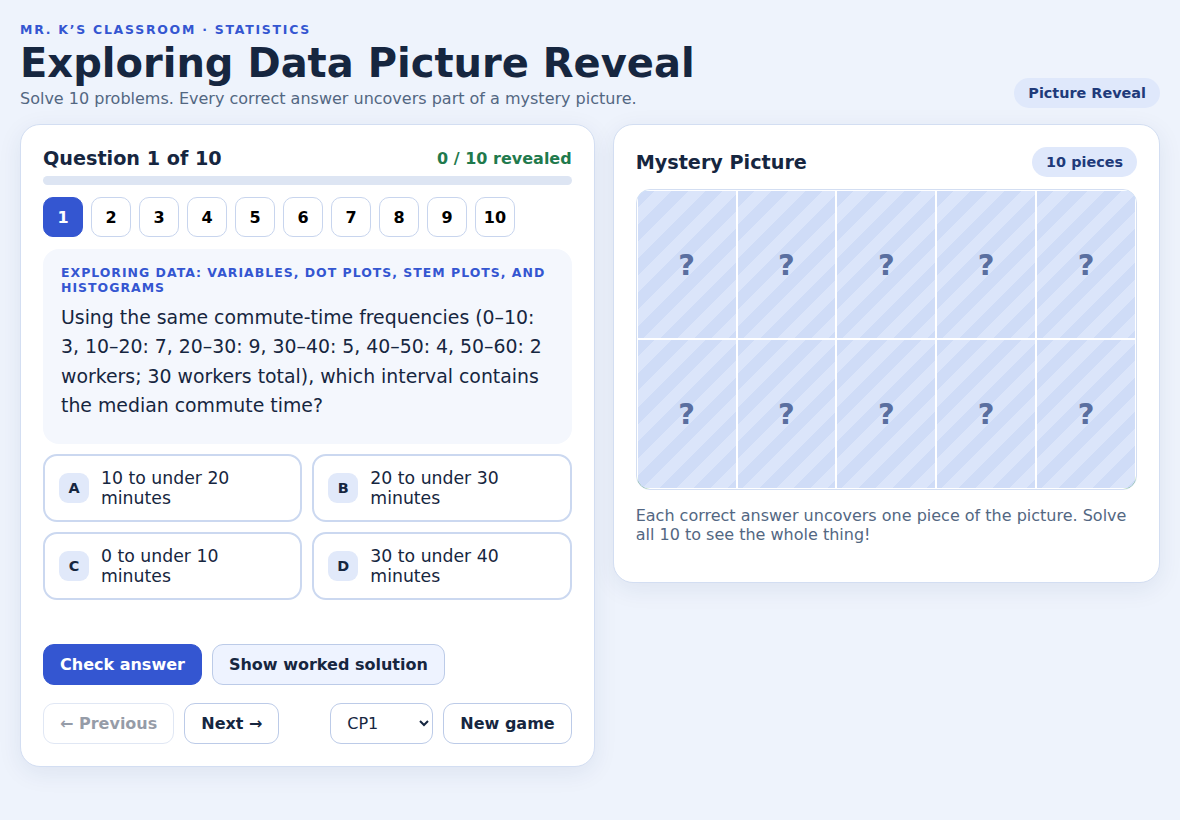 MR. K’S CLASSROOM · STATISTICS
Exploring Data Picture Reveal
Solve 10 problems. Every correct answer uncovers part of a mystery picture.
Picture Reveal
Question 1 of 10
0 / 10 revealed
1 2 3 4 5 6 7 8 9 10
EXPLORING DATA: VARIABLES, DOT PLOTS, STEM PLOTS, AND
HISTOGRAMS
Using the same commute-time frequencies (0–10:
3, 10–20: 7, 20–30: 9, 30–40: 5, 40–50: 4, 50–60: 2
workers; 30 workers total), which interval contains
the median commute time?
A 10 to under 20
minutes
B 20 to under 30
minutes
C 0 to under 10
minutes
D 30 to under 40
minutes
Check answer
Show worked solution
← Previous
Next →
CP1
New game
Mystery Picture
10 pieces
? ? ? ? ?
? ? ? ? ?
Each correct answer uncovers one piece of the picture. Solve
all 10 to see the whole thing!